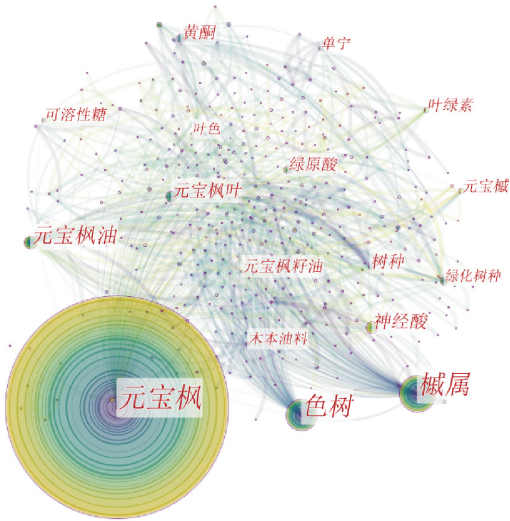 黄酮
单宁
叶绿素
可溶性糖
叶色
绿原酸
元宝槭
元宝枫叶
元宝枫油
树种
元宝枫籽油
绿化树种
神经酸
木本油料
槭属
元宝枫
色树